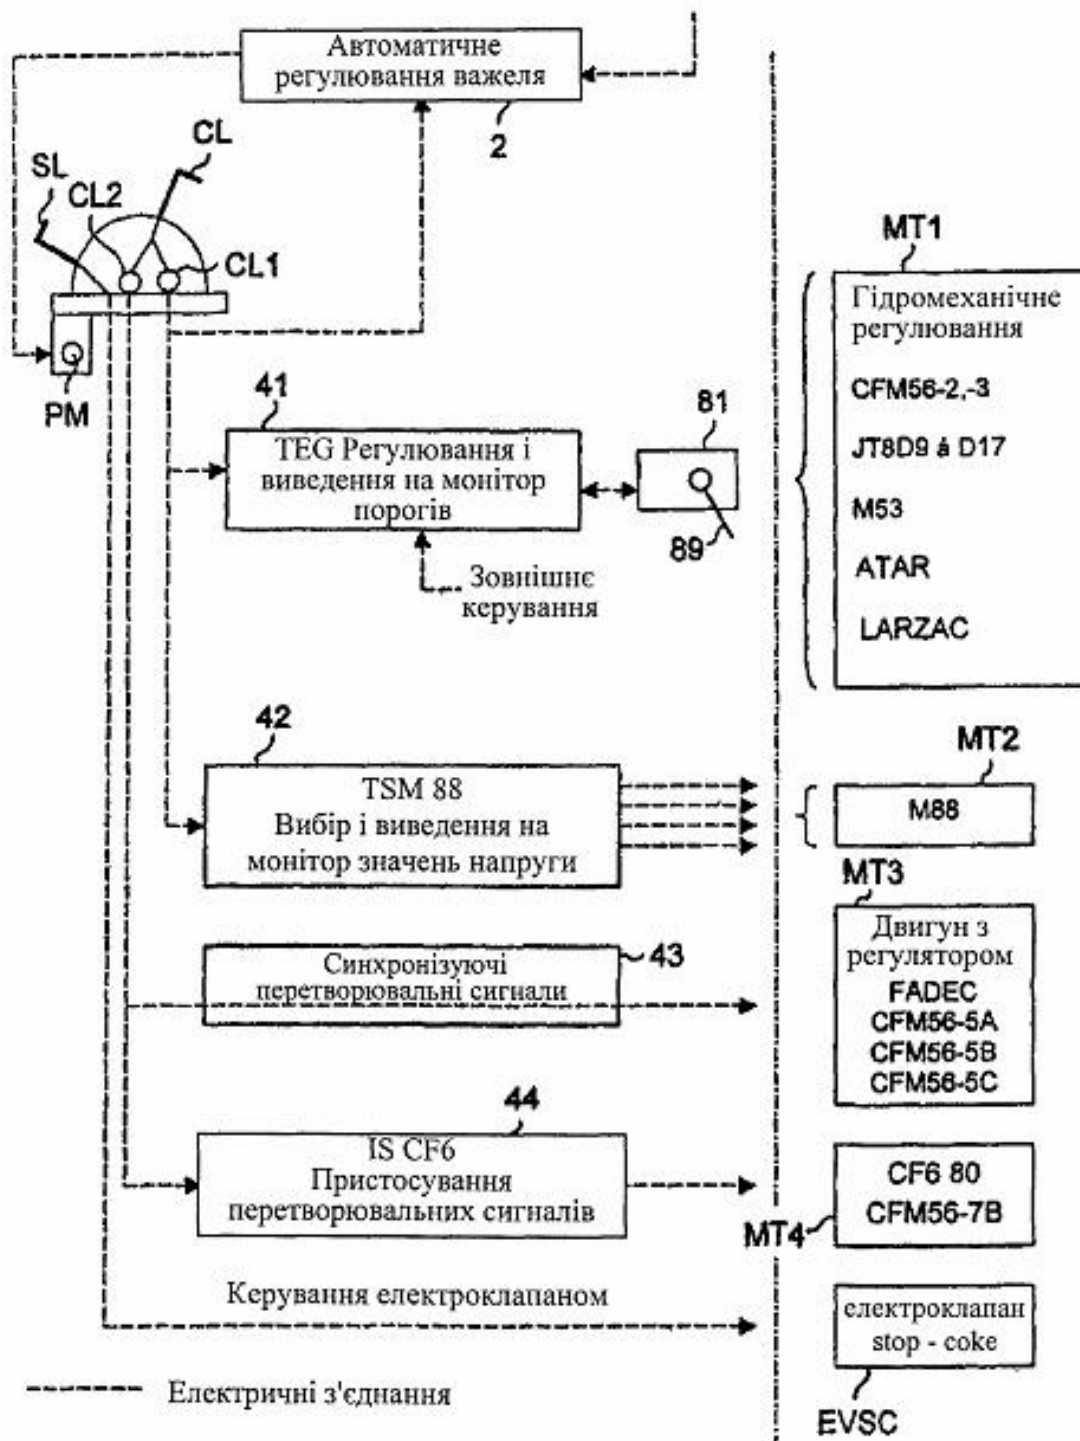 Автоматичне
регулювання важеля
2
CL
SL
CL2
CL1
PM
MT1
Гідромеханічне
регулювання
CFM56-2,-3
JT8D9 á D17
M53
ATAR
LARZAC
41
TEG Регулювання і
виведення на монітор
порогів
81
89
Зовнішнє
керування
42
TSM 88
Вибір і виведення на
монітор значень напруги
MT2
M88
MT3
Двигун з
регулятором
FADEC
CFM56-5A
CFM56-5B
CFM56-5C
43
Синхронізуючі
перетворювальні сигнали
44
IS CF6
Пристосування
перетворювальних сигналів
CF6 80
CFM56-7B
MT4
Керування електроклапаном
електроклапан
stop - coke
EVSC
Електричні з'єднання